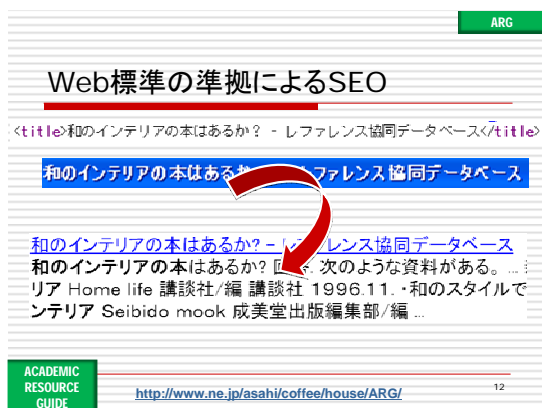 ARG
Web標準の準拠によるSEO
<title>和のインテリアの本はあるか？ - レファレンス協同データベース</title>
和のインテリアの本はある ファレンス協同データベース
和のインテリアの本はあるか? - レ レンス協同データベース
和のインテリアの本はあるか? 回 . 次のような資料がある。 ...
リア Home life 講談社/編 講談社 1996.11. ・和のスタイルで
ンテリア Seibido mook 成美堂出版編集部/編 ...
ACADEMIC
RESOURCE
GUIDE
http://www.ne.jp/asahi/coffee/house/ARG/
12